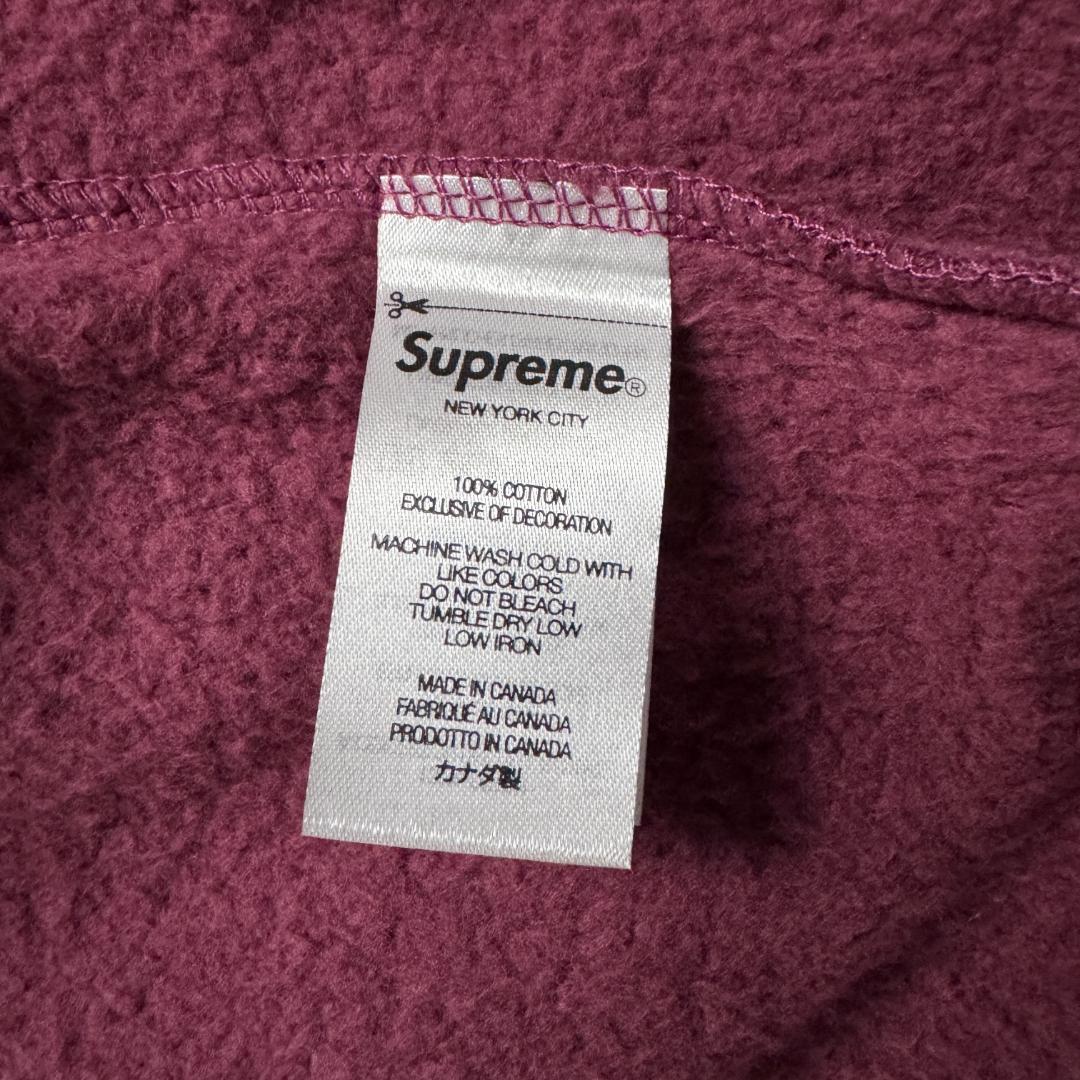 Supreme®
NEW YORK CITY
100% COTTON
EXCLUSIVE OF DECORATION
MACHINE WASH COLD WITH
LIKE COLORS
DO NOT BLEACH
TUMBLE DRY LOW
LOW IRON
MADE IN CANADA
FABRIQUÉ AU CANADA
PRODOTTO IN CANADA
カナダ製